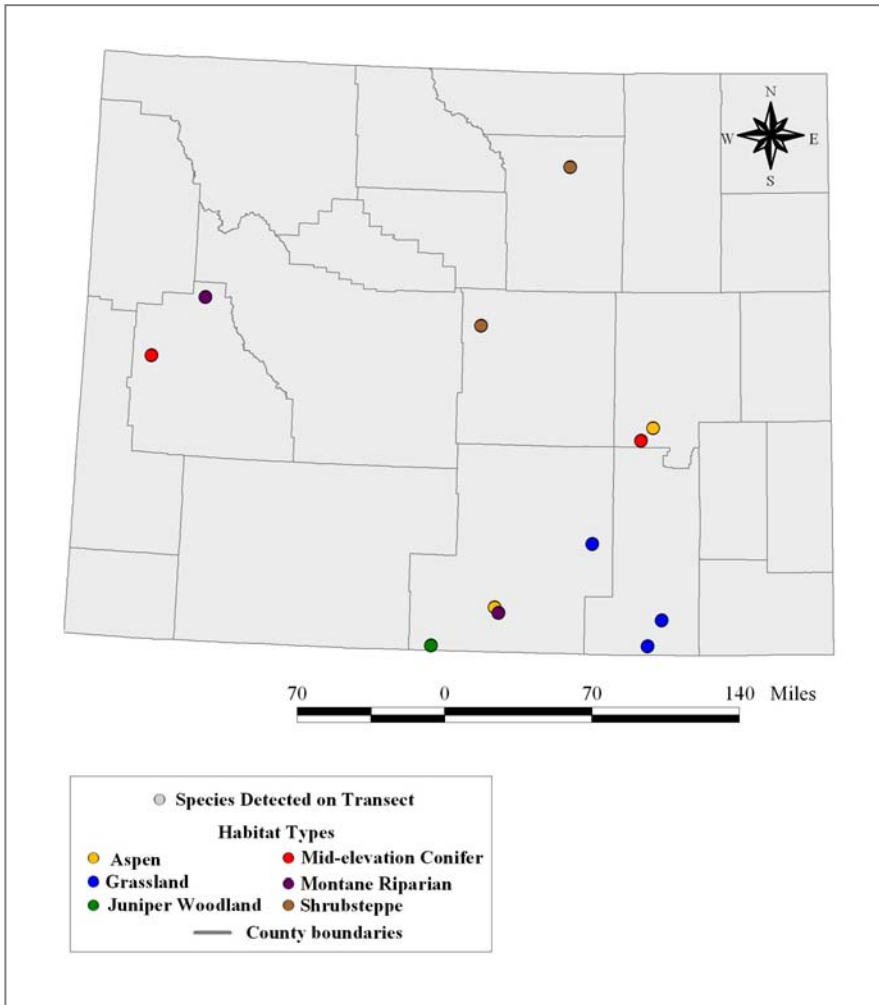 N
W E
S
70 0 70 140 Miles
Species Detected on Transect
Habitat Types
Aspen Mid-elevation Conifer
Grassland Montane Riparian
Juniper Woodland Shrubsteppe
County boundaries